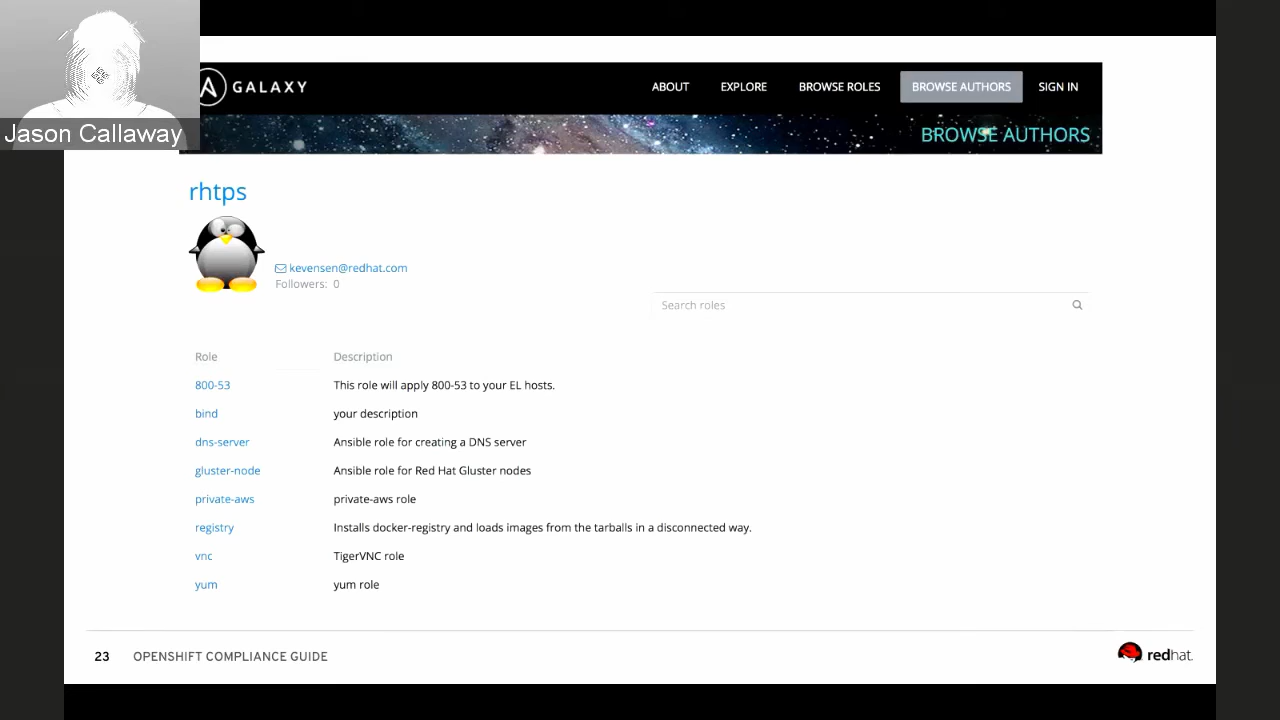 Jason Callaway
GALAXY
ABOUT EXPLORE BROWSE ROLES BROWSE AUTHORS SIGN IN
BROWSE AUTHORS
rhtps
kevensen@redhat.com
Followers: 0
Search roles
Role Description
800-53 This role will apply 800-53 to your EL hosts.
bind your description
dns-server Ansible role for creating a DNS server
gluster-node Ansible role for Red Hat Gluster nodes
private-aws private-aws role
registry Installs docker-registry and loads images from the tarballs in a disconnected way.
vnc TigerVNC role
yum yum role
23 OPENSHIFT COMPLIANCE GUIDE
redhat.